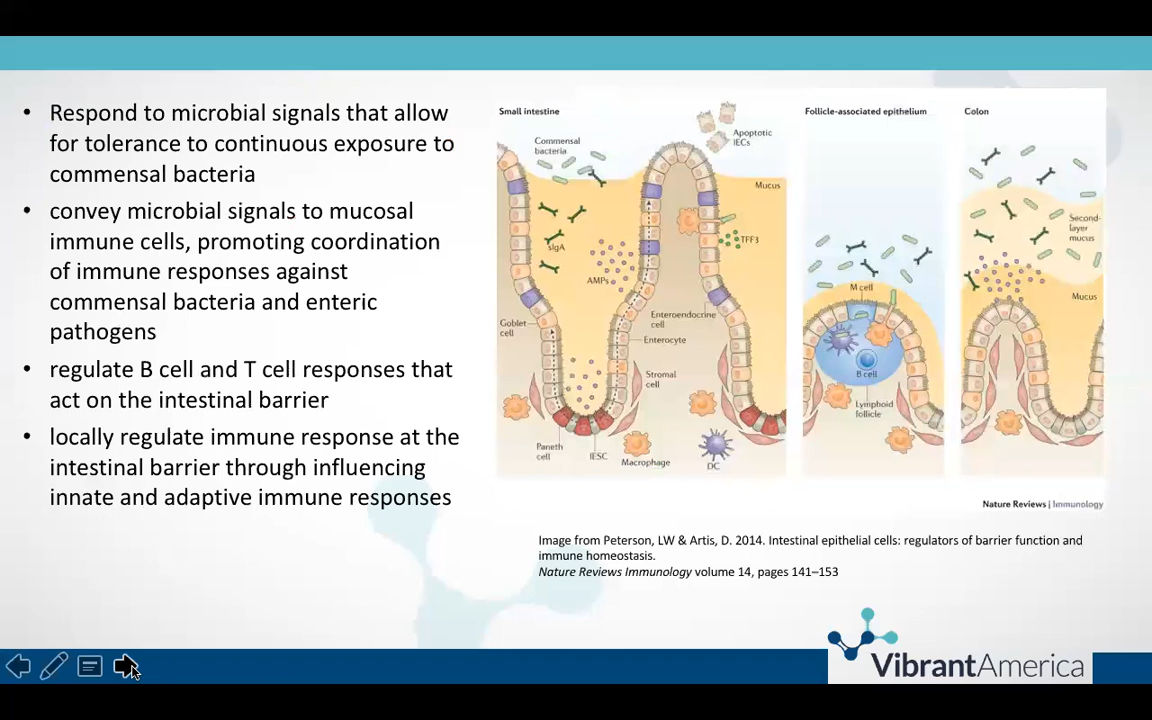 • Respond to microbial signals that allow
for tolerance to continuous exposure to
commensal bacteria
• convey microbial signals to mucosal
immune cells, promoting coordination
of immune responses against
commensal bacteria and enteric
pathogens
• regulate B cell and T cell responses that
act on the intestinal barrier
• locally regulate immune response at the
intestinal barrier through influencing
innate and adaptive immune responses
Small intestine
Commensal
bacteria
Apoptotic
IECs
Mucus
sIgA
TFF3
AMPs
Goblet
cell
Enteroendocrine
cell
Enterocyte
Stromal
cell
Paneth
cell
IESC
Macrophage
DC
Follicle-associated epithelium
M cell
B cell
Lymphoid
follicle
Colon
Second-
layer
mucus
Mucus
Nature Reviews | Immunology
Image from Peterson, LW & Artis, D. 2014. Intestinal epithelial cells: regulators of barrier function and
immune homeostasis.
Nature Reviews Immunology volume 14, pages 141–153
VibrantAmerica